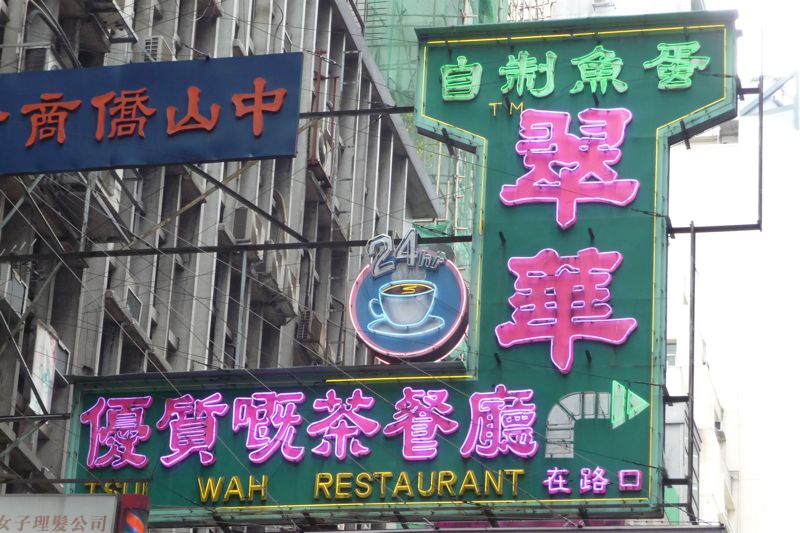 商僑山中
自制魚蛋
TM
翠華
24hr
優質嘅茶餐廳
TSUI WAH RESTAURANT
在路口
女子理髮公司